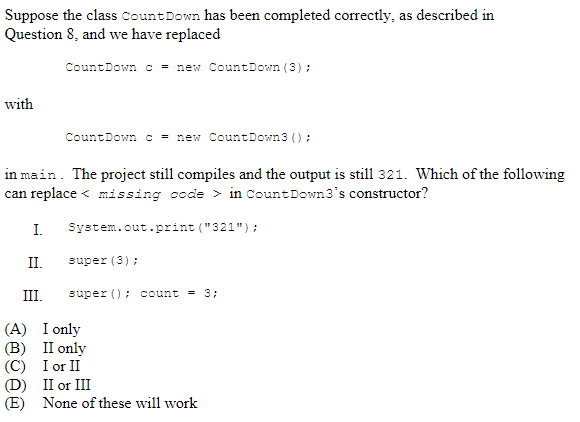 Suppose the class CountDown has been completed correctly, as described in
Question 8, and we have replaced
CountDown c = new CountDown(3);
with
CountDown c = new CountDown3();
in main. The project still compiles and the output is still 321. Which of the following
can replace < missing code > in CountDown3's constructor?
I. System.out.print("321");
II. super(3);
III. super(); count = 3;
(A) I only
(B) II only
(C) I or II
(D) II or III
(E) None of these will work